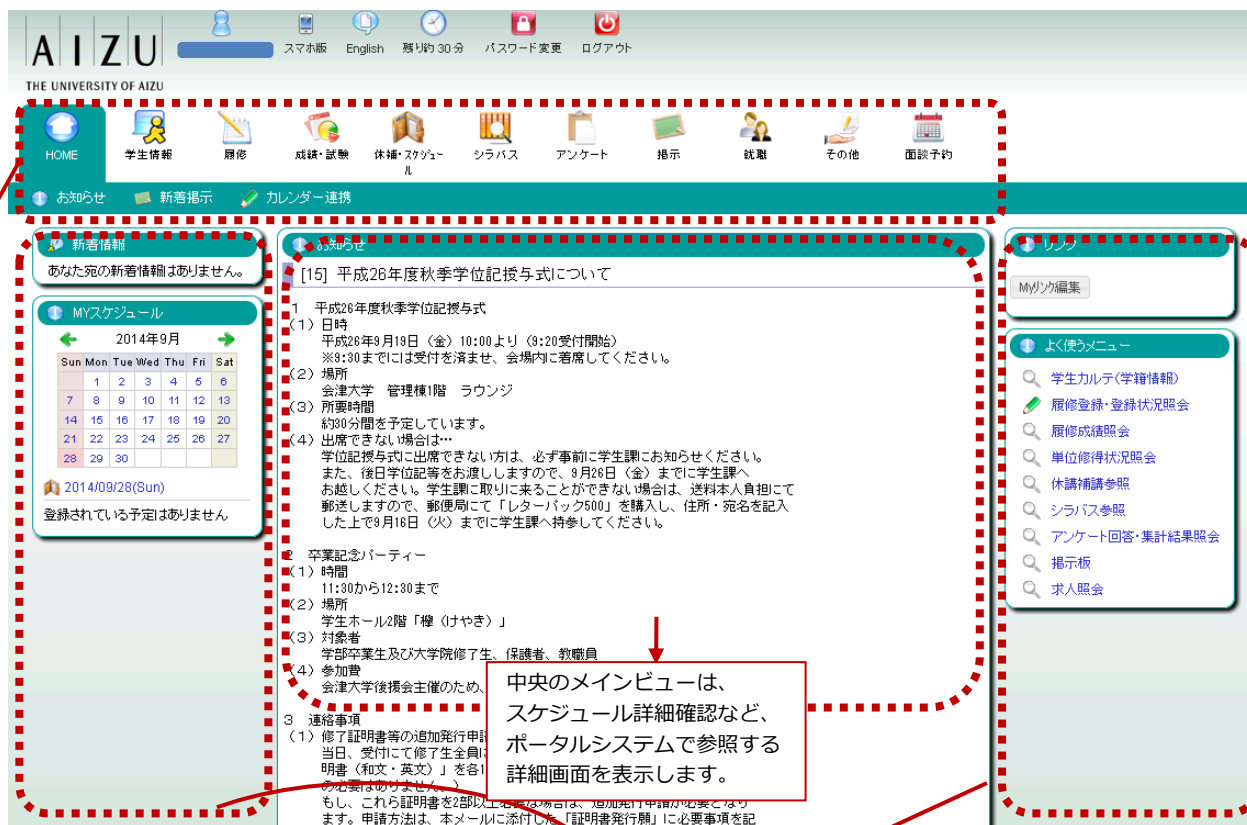 AIZU
THE UNIVERSITY OF AIZU
スマホ版 English 残り約30分 パスワード変更 ログアウト
HOME 学生情報 履修 成績・試験 休補・スケジュー シラバス アンケート 掲示 就職 その他 面談予約
ル
お知らせ 新着掲示 カレンダー連携
新着情報
あなた宛の新着情報はありません。
MYスケジュール
2014年9月
Sun Mon Tue Wed Thu Fri Sat
1 2 3 4 5 6
7 8 9 10 11 12 13
14 15 16 17 18 19 20
21 22 23 24 25 26 27
28 29 30
2014/09/28(Sun)
登録されている予定はありません
お知らせ
[15] 平成26年度秋季学位記授与式について
1 平成26年度秋季学位記授与式
(1)日時
平成26年9月19日(金)10:00より(9:20受付開始)
※9:30までには受付を済ませ、会場内に着席してください。
(2)場所
会津大学 管理棟1階 ラウンジ
(3)所要時間
約30分間を予定しています。
(4)出席できない場合は…
学位記授与式に出席できない方は、必ず事前に学生課にお知らせください。
また、後日学位記等をお渡ししますので、9月26日(金)までに学生課へ
お越しください。学生課に取りに来ることができない場合は、送料本人負担にて
郵送しますので、郵便局にて「レターパック500」を購入し、住所・宛名を記入
した上で9月16日(火)までに学生課へ持参してください。
2 卒業記念パーティー
(1)時間
11:30から12:30まで
(2)場所
学生ホール2階「欅(けやき)」
(3)対象者
学部卒業生及び大学院修了生、保護者、教職員
(4)参加費
会津大学後援会主催のため、
3 連絡事項
(1)修了証明書等の追加発行申請
当日、受付にて修了生全員に
明書(和文・英文)」を各1
の必要はありません。)
もし、これら証明書を2部以上必要な場合は、追加発行申請が必要となり
ます。申請方法は、本メールに添付した「証明書発行願」に必要事項を記
中央のメインビューは、
スケジュール詳細確認など、
ポータルシステムで参照する
詳細画面を表示します。
リンク
Myリンク編集
よく使うメニュー
学生カルテ(学籍情報)
履修登録・登録状況照会
履修成績照会
単位修得状況照会
休講補講参照
シラバス参照
アンケート回答・集計結果照会
掲示板
求人照会